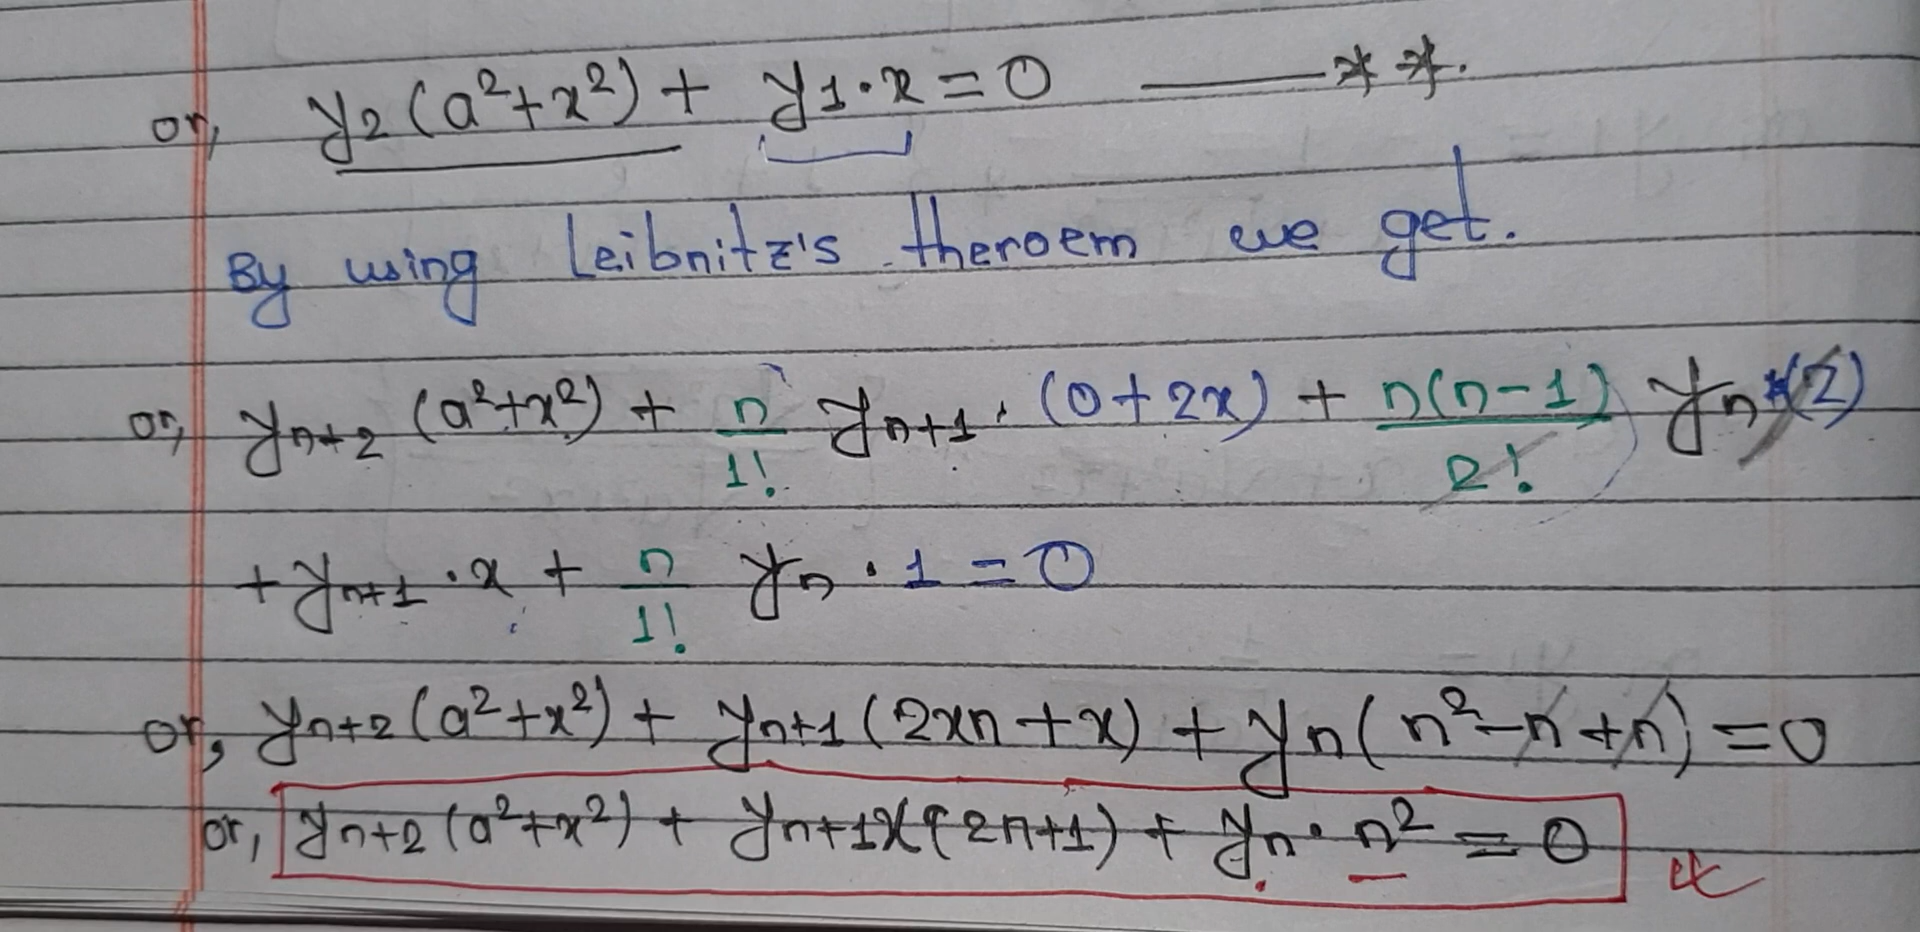 or, y₂(a²+x²) + y₁·x = 0 ——— **.
By using Leibnitz's theroem we get.
or, yₙ₊₂ (a²+x²) + n/1! yₙ₊₁· (0+2x) + n(n-1)/2! yₙ·(2)
+ yₙ₊₁·x + n/1! yₙ·1 = 0
or, yₙ₊₂(a²+x²) + yₙ₊₁(2xn+x) + yₙ(n²-n+n) = 0
or, yₙ₊₂(a²+x²) + yₙ₊₁x(2n+1) + yₙ·n² = 0